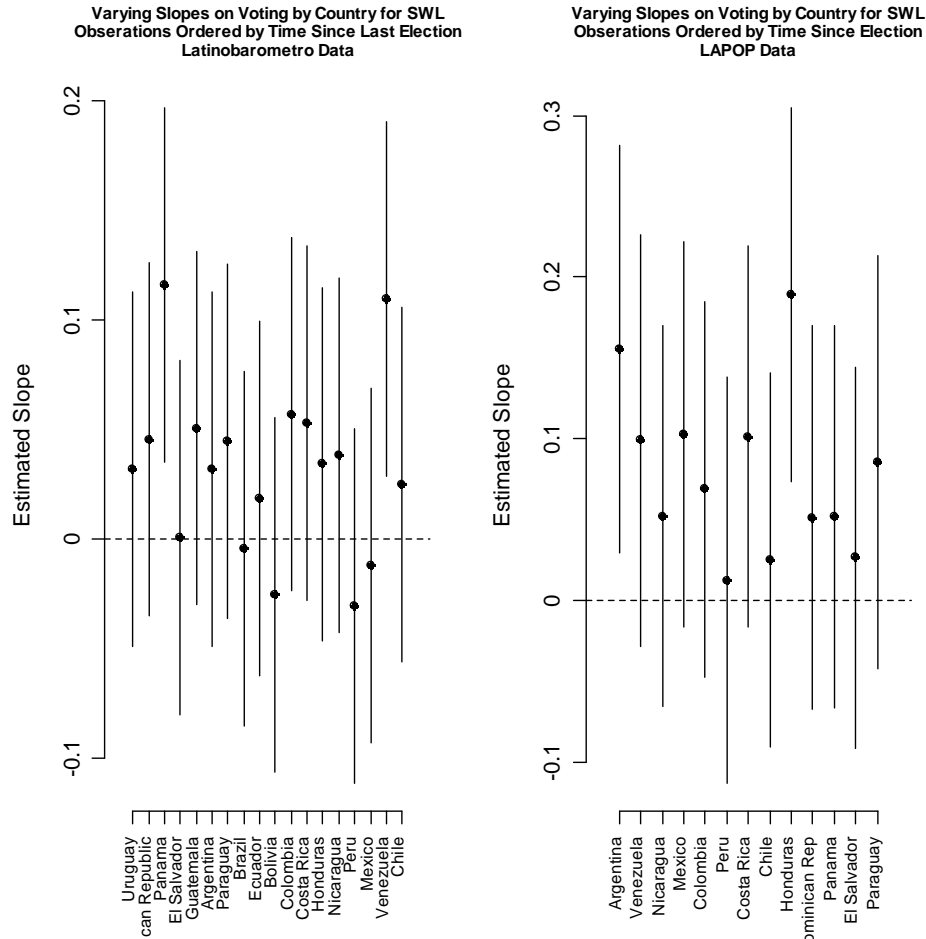 Varying Slopes on Voting by Country for SWL
Obserations Ordered by Time Since Last Election
Latinobarometro Data
0.2
0.1
0
-0.1
Estimated Slope
Uruguay
can Republic
Panama
El Salvador
Guatemala
Argentina
Paraguay
Brazil
Ecuador
Bolivia
Colombia
Costa Rica
Honduras
Nicaragua
Peru
Mexico
Venezuela
Chile
Varying Slopes on Voting by Country for SWL
Obserations Ordered by Time Since Election
LAPOP Data
0.3
0.2
0.1
0
-0.1
Estimated Slope
Argentina
Venezuela
Nicaragua
Mexico
Colombia
Peru
Costa Rica
Chile
Honduras
ominican Rep
Panama
El Salvador
Paraguay